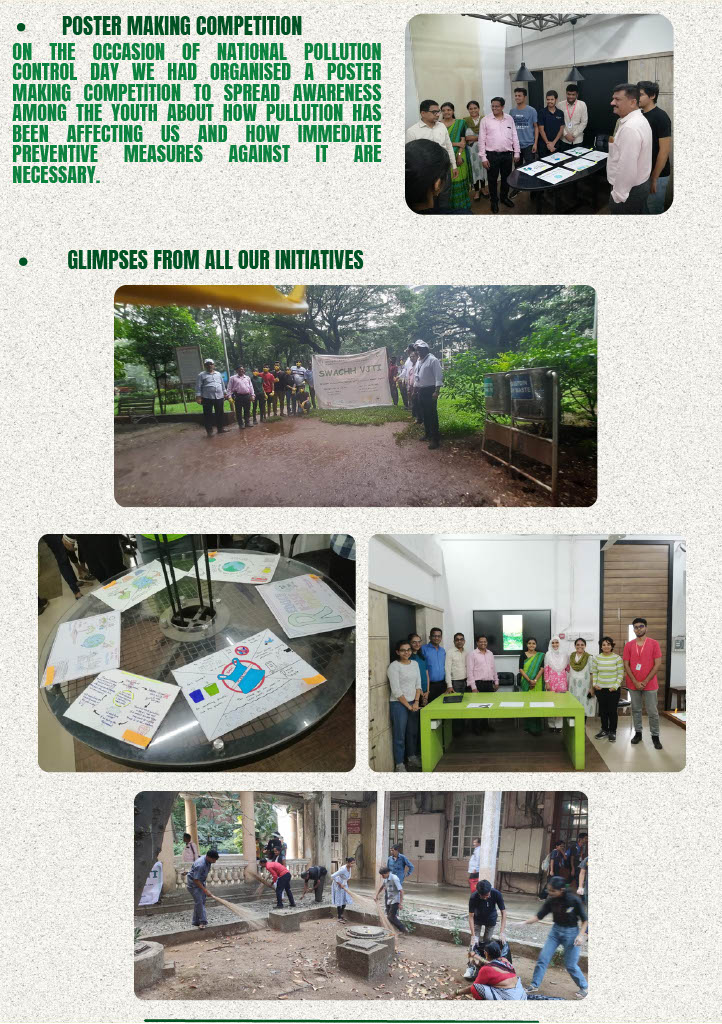 • POSTER MAKING COMPETITION
ON THE OCCASION OF NATIONAL POLLUTION
CONTROL DAY WE HAD ORGANISED A POSTER
MAKING COMPETITION TO SPREAD AWARENESS
AMONG THE YOUTH ABOUT HOW PULLUTION HAS
BEEN AFFECTING US AND HOW IMMEDIATE
PREVENTIVE MEASURES AGAINST IT ARE
NECESSARY.
• GLIMPSES FROM ALL OUR INITIATIVES
SWACHH VJTI